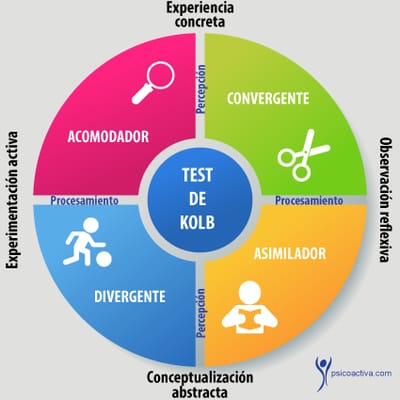 Experiencia
concreta
Percepción
ACOMODADOR
CONVERGENTE
Experimentación activa
Observación reflexiva
Procesamiento
TEST
DE
KOLB
Procesamiento
DIVERGENTE
ASIMILADOR
Percepción
Conceptualización
abstracta
psicoactiva.com